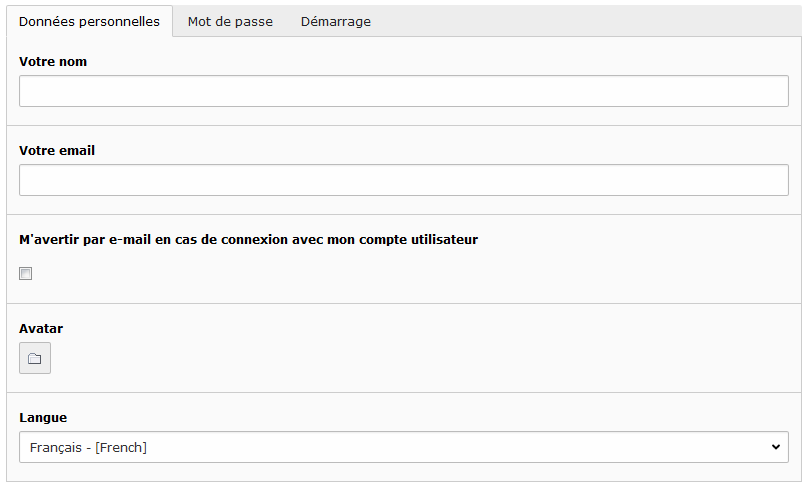 Données personnelles Mot de passe Démarrage
Votre nom
Votre email
M'avertir par e-mail en cas de connexion avec mon compte utilisateur
Avatar
Langue
Français - [French]